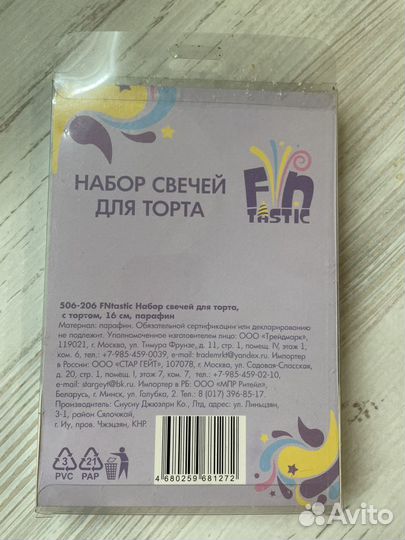 НАБОР СВЕЧЕЙ
ДЛЯ ТОРТА
FN
TASTIC
506-206 FNtastic Набор свечей для торта,
с тортом, 16 см, парафин
Материал: парафин. Обязательной сертификации или декларированию
не подлежит. Уполномоченное изготовителем лицо: ООО «Трейдмарк»,
119021, г. Москва, ул. Тимура Фрунзе, д. 11, стр. 1, помещ. IV, этаж 1,
ком. 6, тел.: +7-985-459-0039, e-mail: trademrkt@yandex.ru. Импортер
в России: ООО «СТАР ГЕЙТ», 107078, г. Москва, ул. Садовая-Спасская,
д. 20, стр. 1, помещ. I, этаж 7, ком. 7, тел.: +7-985-459-02-10,
e-mail: stargeyt@bk.ru. Импортер в РБ: ООО «МПР Ритейл»,
Беларусь, г. Минск, ул. Голубка, 2. Тел.: 8 (017) 396-85-17.
Производитель: Сиусну Джюэлри Ко., Лтд, адрес: ул. Линьцзян,
3-1, район Сяпочжай,
г. Иу, пров. Чжэцзян, КНР.
3
PVC
21
PAP
4 680259 681272
Avito